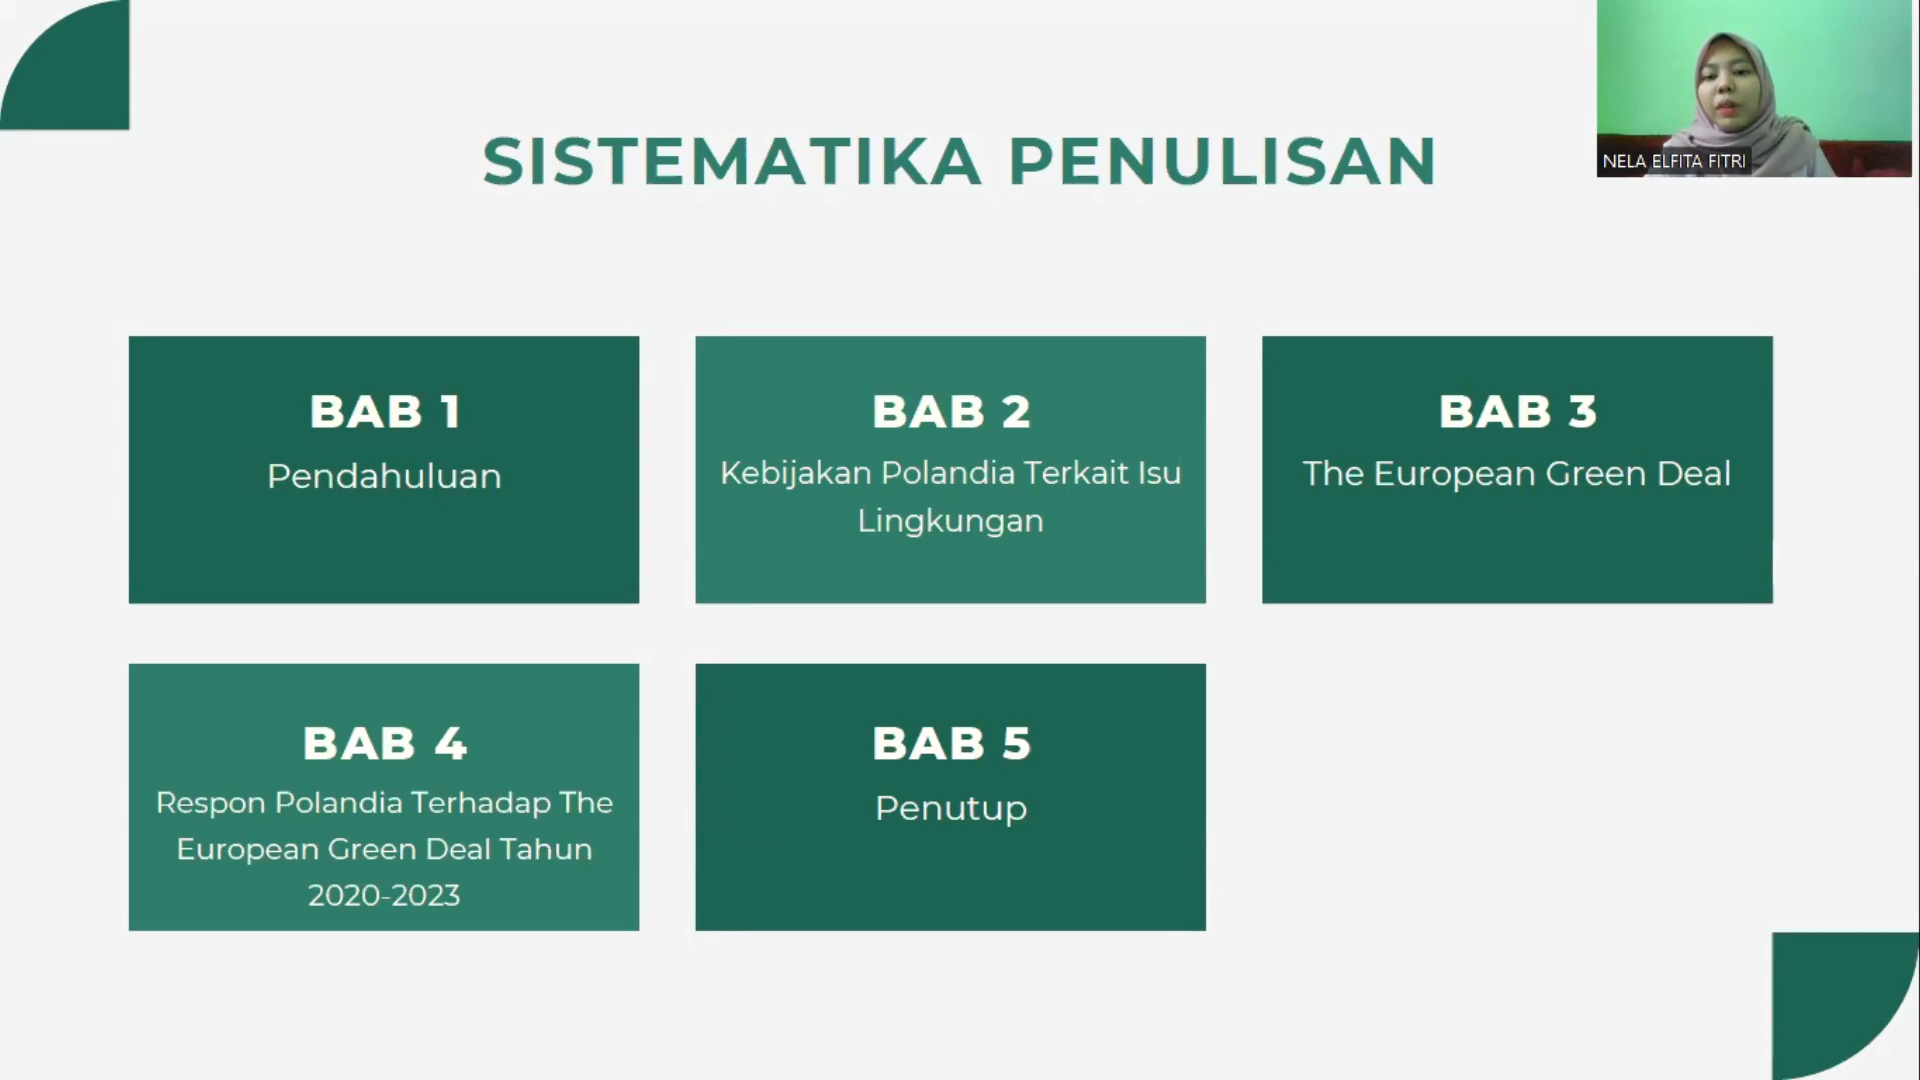 SISTEMATIKA PENULISAN
NELA ELFITA FITRI
BAB 1
Pendahuluan
BAB 2
Kebijakan Polandia Terkait Isu
Lingkungan
BAB 3
The European Green Deal
BAB 4
Respon Polandia Terhadap The
European Green Deal Tahun
2020-2023
BAB 5
Penutup